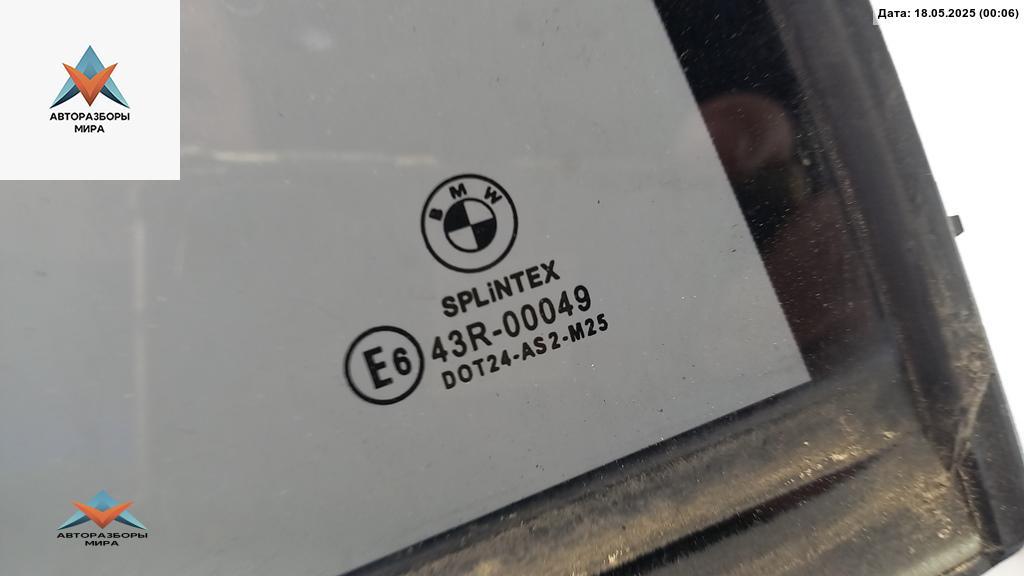 Дата: 18.05.2025 (00:06)
АВТОРАЗБОРЫ
МИРА
BMW
SPLiNTEX
E6 43R-00049
DOT24-AS2-M25
АВТОРАЗБОРЫ
МИРА